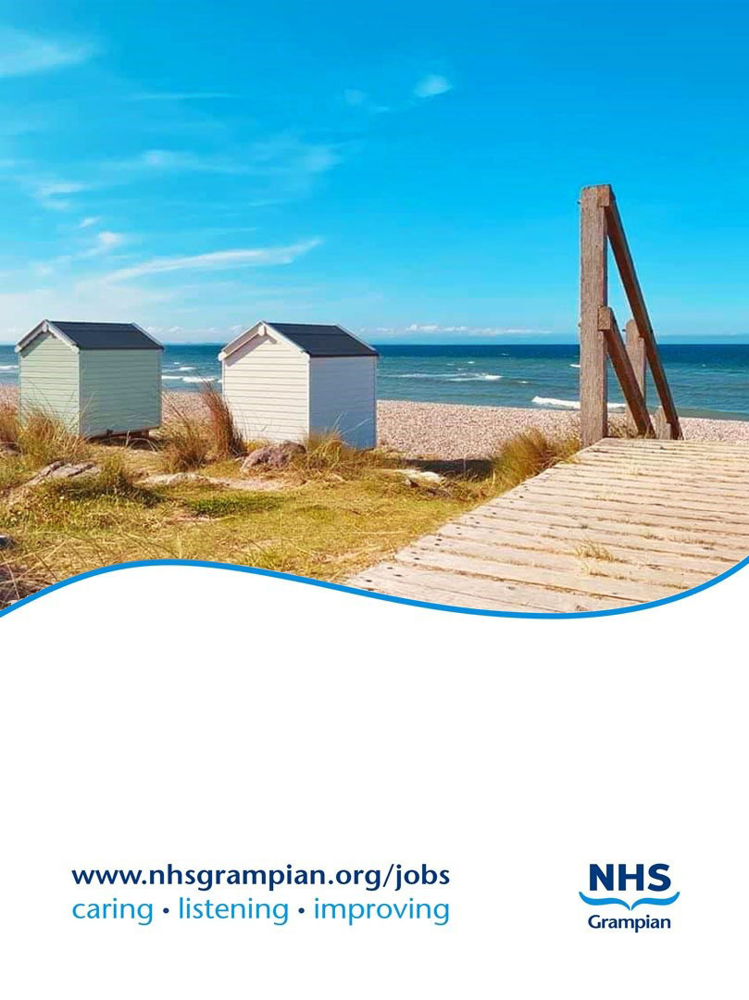 www.nhsgrampian.org/jobs
caring • listening • improving
NHS
Grampian